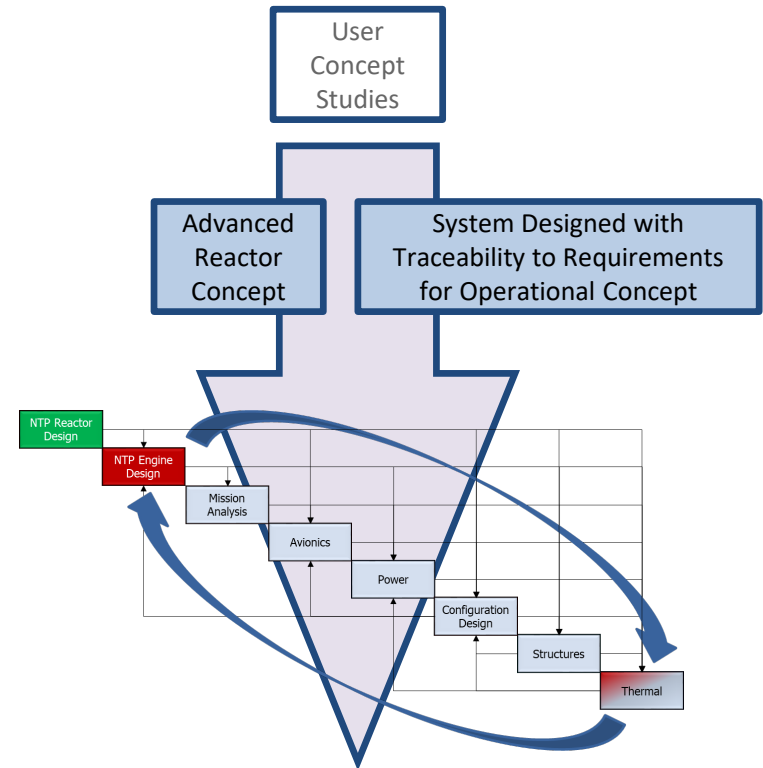 User
Concept
Studies
Advanced
Reactor
Concept
System Designed with
Traceability to Requirements
for Operational Concept
NTP Reactor
Design
NTP Engine
Design
Mission
Analysis
Avionics
Power
Configuration
Design
Structures
Thermal